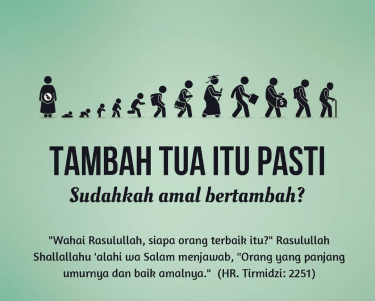 TAMBAH TUA ITU PASTI
Sudahkah amal bertambah?
"Wahai Rasulullah, siapa orang terbaik itu?" Rasulullah
Shallallahu 'alahi wa Salam menjawab, "Orang yang panjang
umurnya dan baik amalnya." (HR. Tirmidzi: 2251)